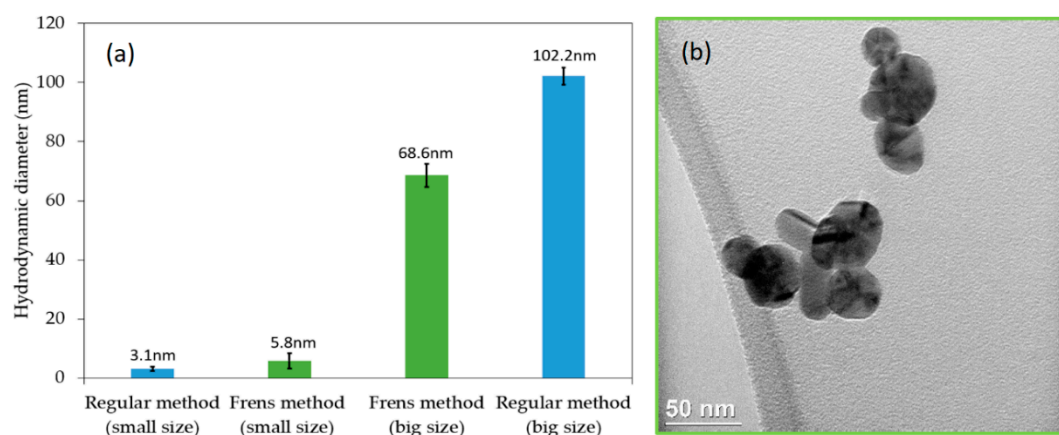 120
100
80
60
40
20
0
Hydrodynamic diameter (nm)
(a)
3.1nm
5.8nm
68.6nm
102.2nm
Regular method
(small size)
Frens method
(small size)
Frens method
(big size)
Regular method
(big size)
(b)
50 nm